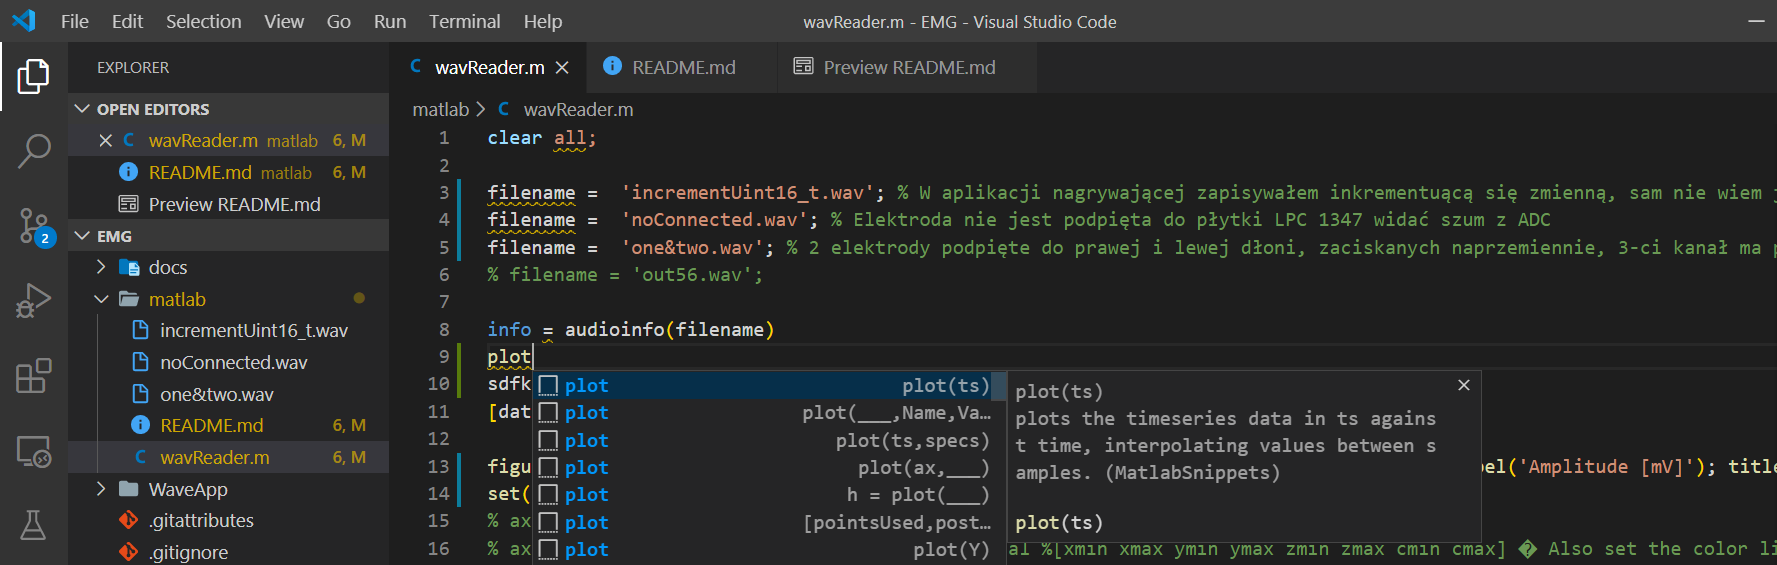 File Edit Selection View Go Run Terminal Help wavReader.m - EMG - Visual Studio Code
EXPLORER
OPEN EDITORS
wavReader.m matlab 6, M
README.md matlab 6, M
Preview README.md
EMG
docs
matlab
incrementUint16_t.wav
noConnected.wav
one&two.wav
README.md 6, M
wavReader.m 6, M
WaveApp
.gitattributes
.gitignore
2
wavReader.m README.md Preview README.md
matlab > wavReader.m
1 clear all;
2
3 filename = 'incrementUint16_t.wav'; % W aplikacji nagrywającej zapisywałem inkrementuącą się zmienną, sam nie wiem
4 filename = 'noConnected.wav'; % Elektroda nie jest podpięta do płytki LPC 1347 widać szum z ADC
5 filename = 'one&two.wav'; % 2 elektrody podpięte do prawej i lewej dłoni, zaciskanych naprzemiennie, 3-ci kanał ma
6 % filename = 'out56.wav';
7
8 info = audioinfo(filename)
9 plot
10 sdfk
11 [dat
12
13 figu el('Amplitude [mV]'); title
14 set(
15 % ax
16 % ax al %[xmin xmax ymin ymax zmin zmax cmin cmax] � Also set the color li
plot plot(ts)
plot plot(___,Name,Va…
plot plot(ts,specs)
plot plot(ax,___)
plot h = plot(___)
plot [pointsUsed,post…
plot plot(Y)
plot(ts)
plots the timeseries data in ts agains
t time, interpolating values between s
amples. (MatlabSnippets)
plot(ts)